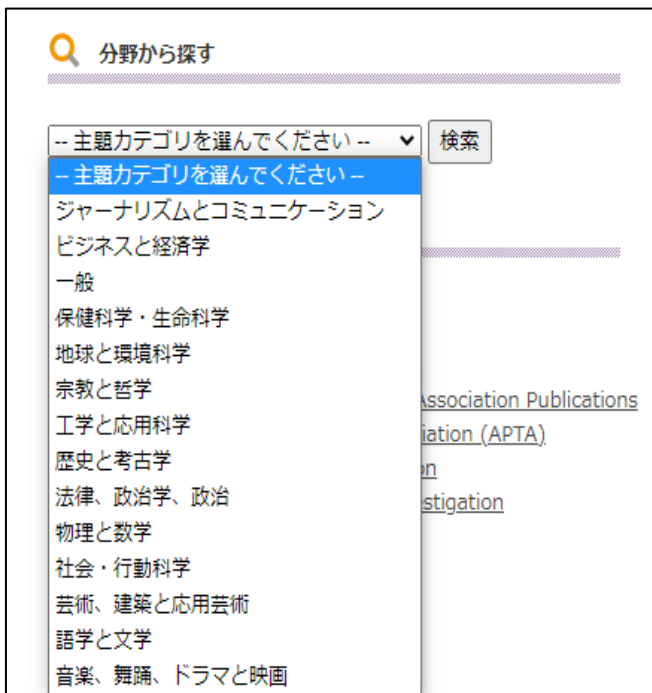 分野から探す
-- 主題カテゴリを選んでください -- 検索
-- 主題カテゴリを選んでください --
ジャーナリズムとコミュニケーション
ビジネスと経済学
一般
保健科学・生命科学
地球と環境科学
宗教と哲学
Association Publications
工学と応用科学
iation (APTA)
歴史と考古学
on
法律、政治学、政治
stigation
物理と数学
社会・行動科学
芸術、建築と応用芸術
語学と文学
音楽、舞踊、ドラマと映画